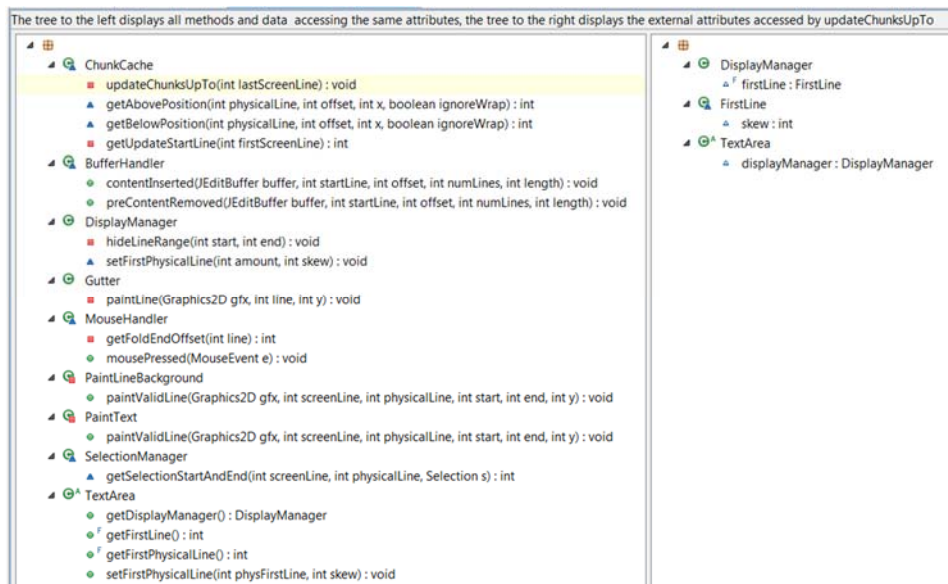 The tree to the left displays all methods and data accessing the same attributes, the tree to the right displays the external attributes accessed by updateChunksUpTo
ChunkCache
updateChunksUpTo(int lastScreenLine) : void
getAbovePosition(int physicalLine, int offset, int x, boolean ignoreWrap) : int
getBelowPosition(int physicalLine, int offset, int x, boolean ignoreWrap) : int
getUpdateStartLine(int firstScreenLine) : int
BufferHandler
contentInserted(JEditBuffer buffer, int startLine, int offset, int numLines, int length) : void
preContentRemoved(JEditBuffer buffer, int startLine, int offset, int numLines, int length) : void
DisplayManager
hideLineRange(int start, int end) : void
setFirstPhysicalLine(int amount, int skew) : void
Gutter
paintLine(Graphics2D gfx, int line, int y) : void
MouseHandler
getFoldEndOffset(int line) : int
mousePressed(MouseEvent e) : void
PaintLineBackground
paintValidLine(Graphics2D gfx, int screenLine, int physicalLine, int start, int end, int y) : void
PaintText
paintValidLine(Graphics2D gfx, int screenLine, int physicalLine, int start, int end, int y) : void
SelectionManager
getSelectionStartAndEnd(int screenLine, int physicalLine, Selection s) : int
A TextArea
getDisplayManager() : DisplayManager
F getFirstLine() : int
F getFirstPhysicalLine() : int
setFirstPhysicalLine(int physFirstLine, int skew) : void
DisplayManager
F firstLine : FirstLine
FirstLine
skew : int
A TextArea
displayManager : DisplayManager